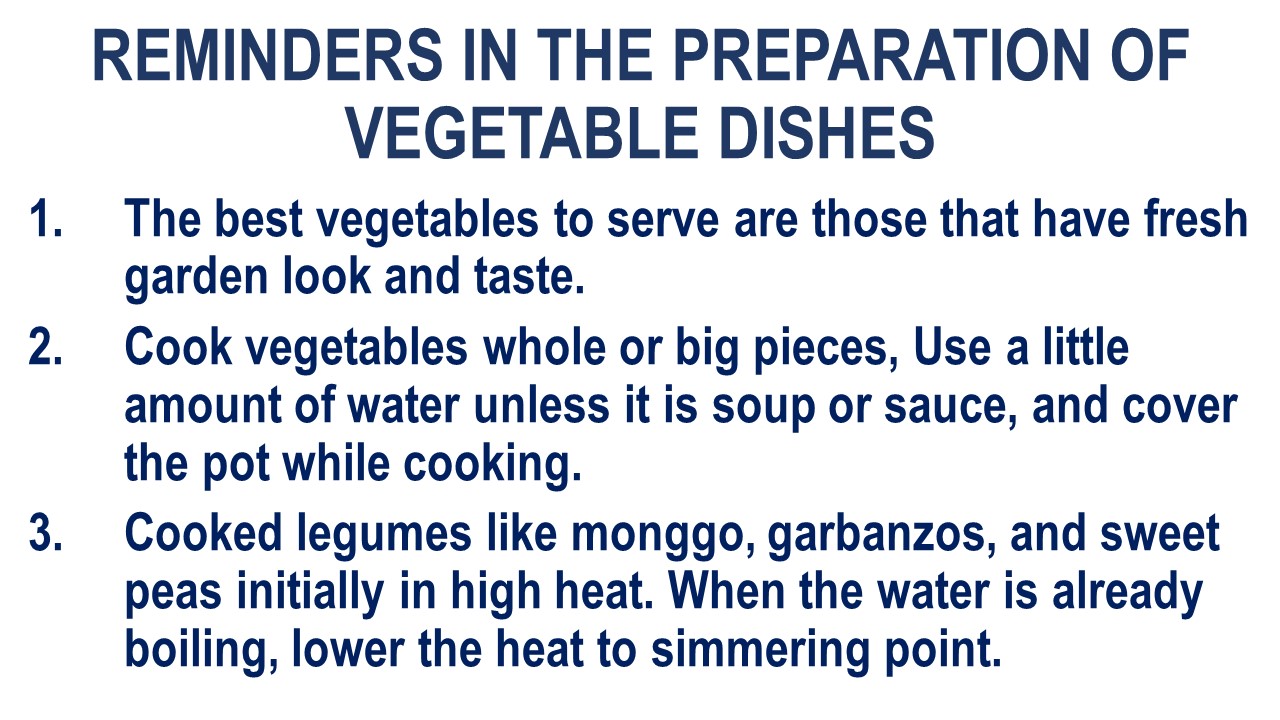 REMINDERS IN THE PREPARATION OF
VEGETABLE DISHES
1. The best vegetables to serve are those that have fresh
garden look and taste.
2. Cook vegetables whole or big pieces, Use a little
amount of water unless it is soup or sauce, and cover
the pot while cooking.
3. Cooked legumes like monggo, garbanzos, and sweet
peas initially in high heat. When the water is already
boiling, lower the heat to simmering point.